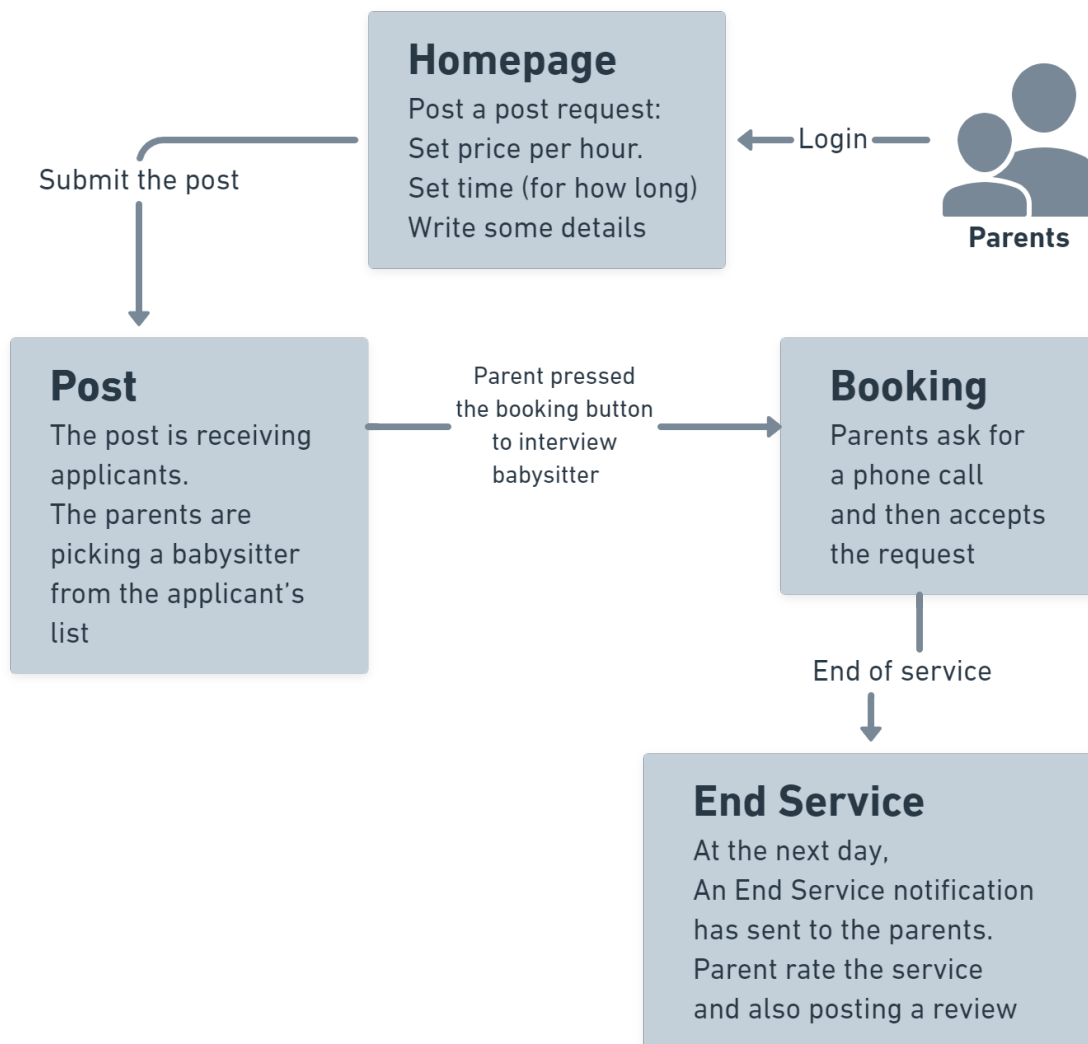 Homepage
Post a post request:
Set price per hour.
Set time (for how long)
Write some details
Login
Parents
Submit the post
Post
The post is receiving
applicants.
The parents are
picking a babysitter
from the applicant’s
list
Parent pressed
the booking button
to interview
babysitter
Booking
Parents ask for
a phone call
and then accepts
the request
End of service
End Service
At the next day,
An End Service notification
has sent to the parents.
Parent rate the service
and also posting a review